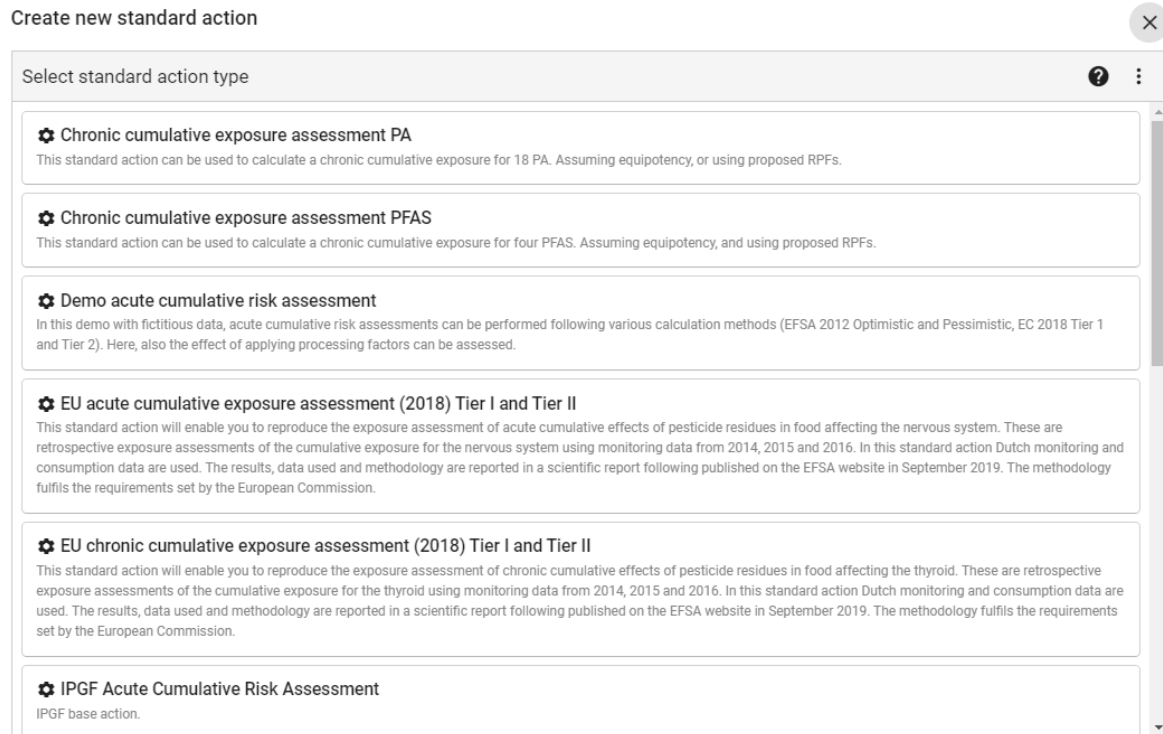 Create new standard action
Select standard action type
Chronic cumulative exposure assessment PA
This standard action can be used to calculate a chronic cumulative exposure for 18 PA. Assuming equipotency, or using proposed RPFs.
Chronic cumulative exposure assessment PFAS
This standard action can be used to calculate a chronic cumulative exposure for four PFAS. Assuming equipotency, and using proposed RPFs.
Demo acute cumulative risk assessment
In this demo with fictitious data, acute cumulative risk assessments can be performed following various calculation methods (EFSA 2012 Optimistic and Pessimistic, EC 2018 Tier 1
and Tier 2). Here, also the effect of applying processing factors can be assessed.
EU acute cumulative exposure assessment (2018) Tier I and Tier II
This standard action will enable you to reproduce the exposure assessment of acute cumulative effects of pesticide residues in food affecting the nervous system. These are
retrospective exposure assessments of the cumulative exposure for the nervous system using monitoring data from 2014, 2015 and 2016. In this standard action Dutch monitoring and
consumption data are used. The results, data used and methodology are reported in a scientific report following published on the EFSA website in September 2019. The methodology
fulfils the requirements set by the European Commission.
EU chronic cumulative exposure assessment (2018) Tier I and Tier II
This standard action will enable you to reproduce the exposure assessment of chronic cumulative effects of pesticide residues in food affecting the thyroid. These are retrospective
exposure assessments of the cumulative exposure for the thyroid using monitoring data from 2014, 2015 and 2016. In this standard action Dutch monitoring and consumption data are
used. The results, data used and methodology are reported in a scientific report following published on the EFSA website in September 2019. The methodology fulfils the requirements
set by the European Commission.
IPGF Acute Cumulative Risk Assessment
IPGF base action.